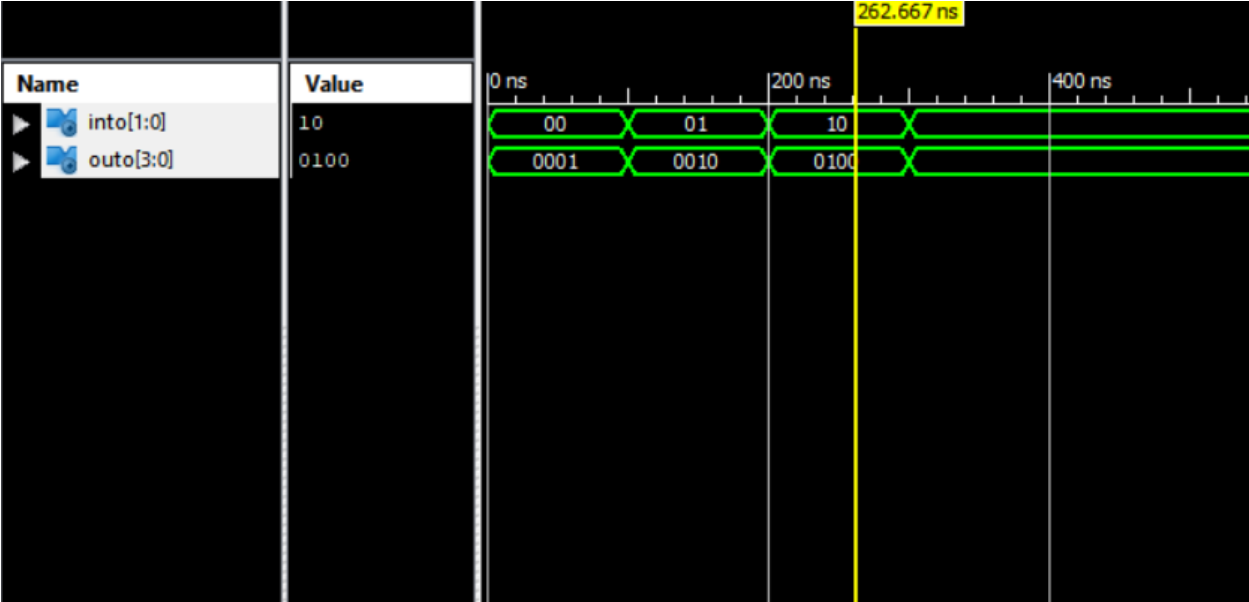 262.667 ns
Name Value 0 ns 200 ns 400 ns
into[1:0] 10 00 01 10
outo[3:0] 0100 0001 0010 0100